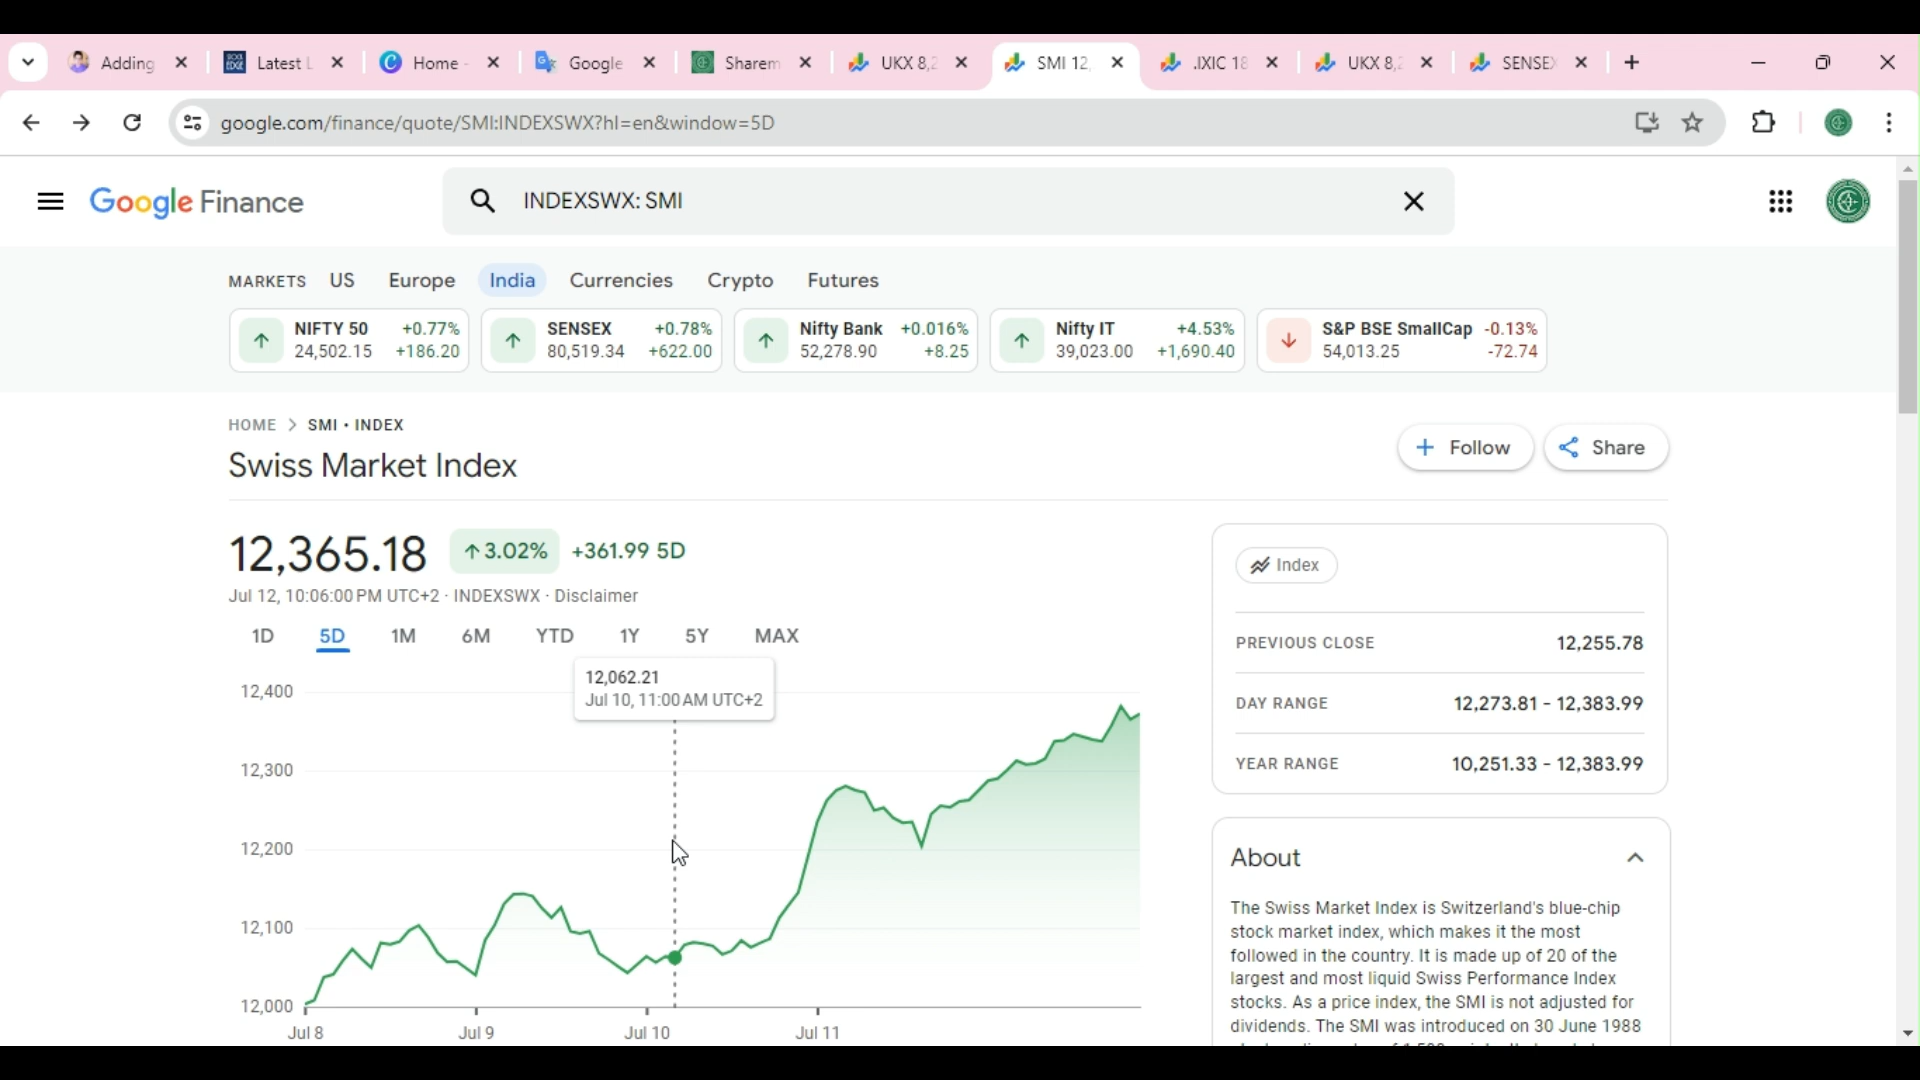 Adding
Latest L
Home -
Google
Sharem
UKX 8,2
SMI 12,
.IXIC 18
UKX 8,2
SENSEX
google.com/finance/quote/SMI:INDEXSWX?hl=en&window=5D
Google Finance
INDEXSWX: SMI
MARKETS US Europe India Currencies Crypto Futures
NIFTY 50 +0.77%
24,502.15 +186.20
SENSEX +0.78%
80,519.34 +622.00
Nifty Bank +0.016%
52,278.90 +8.25
Nifty IT +4.53%
39,023.00 +1,690.40
S&P BSE SmallCap -0.13%
54,013.25 -72.74
HOME > SMI • INDEX
Swiss Market Index
Follow
Share
12,365.18 ↑3.02% +361.99 5D
Jul 12, 10:06:00 PM UTC+2 · INDEXSWX · Disclaimer
1D 5D 1M 6M YTD 1Y 5Y MAX
12,062.21
Jul 10, 11:00 AM UTC+2
12,400
12,300
12,200
12,100
12,000
Jul 8 Jul 9 Jul 10 Jul 11
Index
PREVIOUS CLOSE 12,255.78
DAY RANGE 12,273.81 - 12,383.99
YEAR RANGE 10,251.33 - 12,383.99
About
The Swiss Market Index is Switzerland's blue-chip
stock market index, which makes it the most
followed in the country. It is made up of 20 of the
largest and most liquid Swiss Performance Index
stocks. As a price index, the SMI is not adjusted for
dividends. The SMI was introduced on 30 June 1988